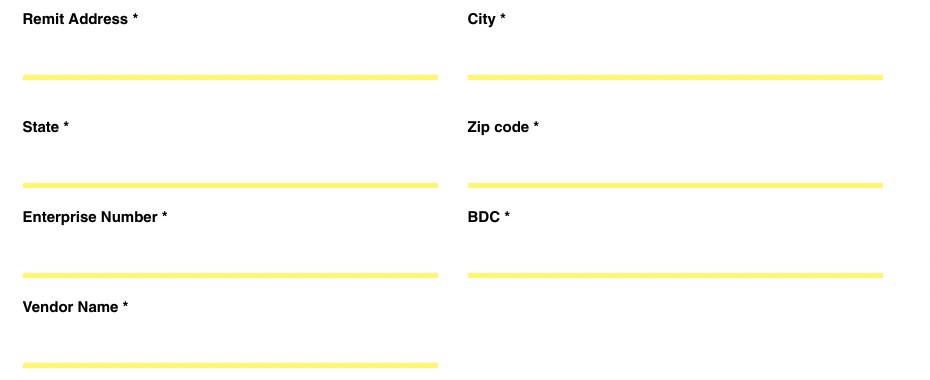 Remit Address *
City *
State *
Zip code *
Enterprise Number *
BDC *
Vendor Name *